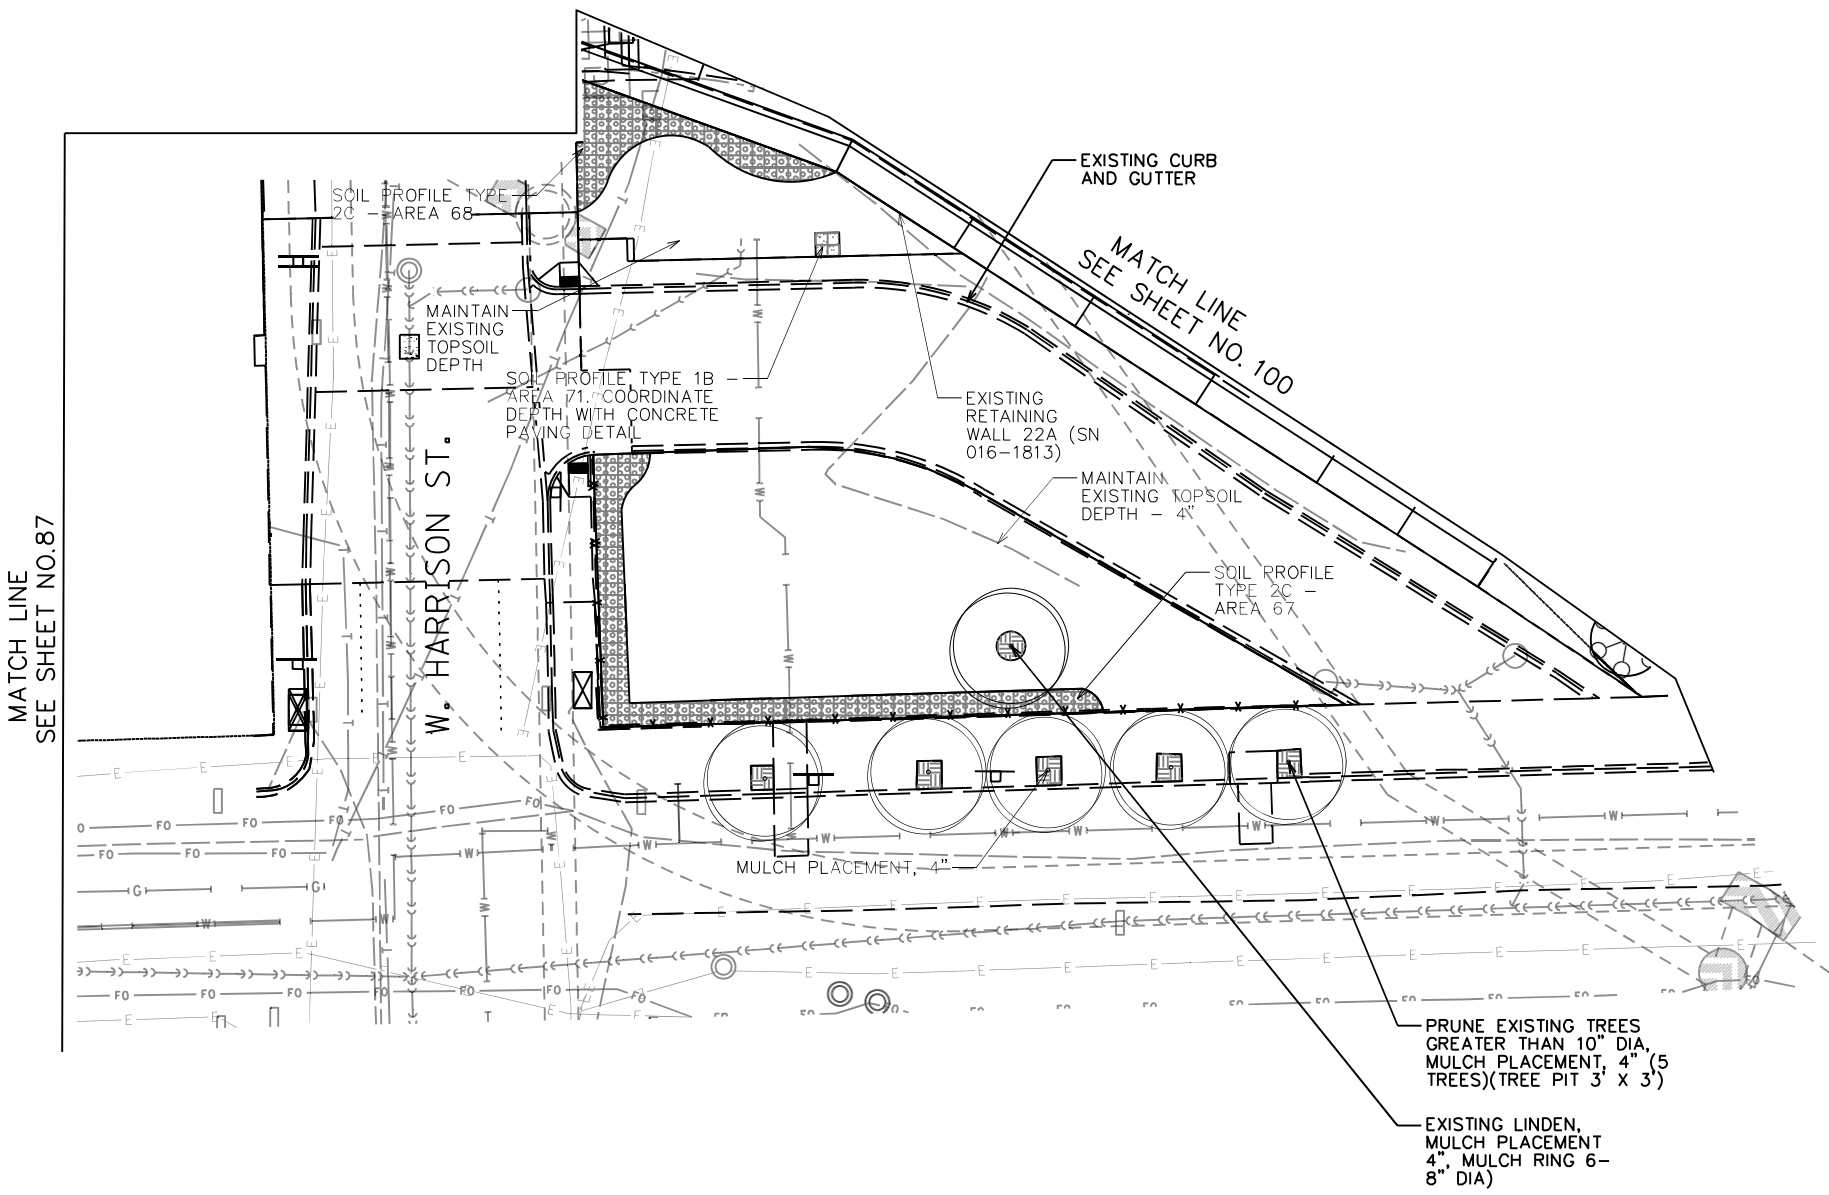 EXISTING CURB
AND GUTTER
SOIL PROFILE TYPE
2C - AREA 68
MATCH LINE
SEE SHEET NO. 100
MAINTAIN
EXISTING
TOPSOIL
DEPTH
SOIL PROFILE TYPE 1B -
AREA 71. COORDINATE
DEPTH WITH CONCRETE
PAVING DETAIL
EXISTING
RETAINING
WALL 22A (SN
016-1813)
MAINTAIN
EXISTING TOPSOIL
DEPTH - 4"
SOIL PROFILE
TYPE 2C -
AREA 67
W. HARRISON ST.
MATCH LINE
SEE SHEET NO.87
MULCH PLACEMENT, 4"
PRUNE EXISTING TREES
GREATER THAN 10" DIA,
MULCH PLACEMENT, 4" (5
TREES)(TREE PIT 3' X 3')
EXISTING LINDEN,
MULCH PLACEMENT
4", MULCH RING 6-
8" DIA)